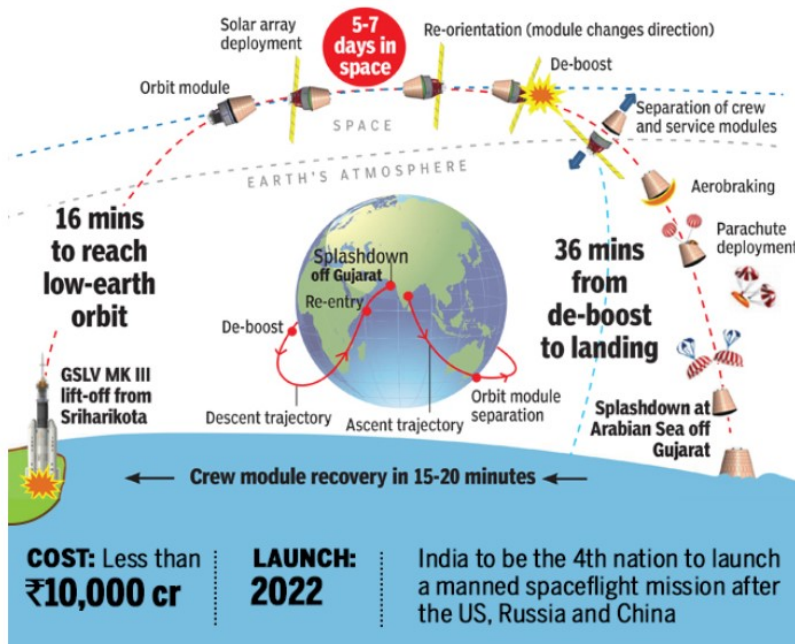 Solar array
deployment
5-7
days in
space
Re-orientation (module changes direction)
De-boost
Orbit module
Separation of crew
and service modules
SPACE
EARTH'S ATMOSPHERE
Aerobraking
Parachute
deployment
16 mins
to reach
low-earth
orbit
36 mins
from
de-boost
to landing
Splashdown
off Gujarat
Re-entry
De-boost
Descent trajectory
Ascent trajectory
Orbit module
separation
GSLV MK III
lift-off from
Sriharikota
Splashdown at
Arabian Sea off
Gujarat
Crew module recovery in 15-20 minutes
COST: Less than
₹10,000 cr
LAUNCH:
2022
India to be the 4th nation to launch
a manned spaceflight mission after
the US, Russia and China